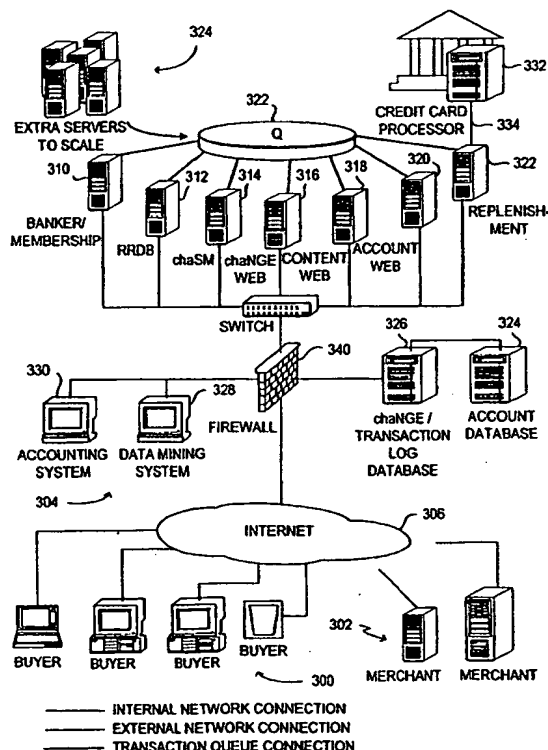 324
EXTRA SERVERS
TO SCALE
322
Q
332
CREDIT CARD
PROCESSOR
334
310
312
314
316
318
320
322
BANKER/
MEMBERSHIP
RRDB
chaSM
chaNGE
WEB
CONTENT
WEB
ACCOUNT
WEB
REPLENISH-
MENT
SWITCH
340
FIREWALL
330
328
ACCOUNTING
SYSTEM
DATA MINING
SYSTEM
304
326
324
chaNGE /
TRANSACTION
LOG
DATABASE
ACCOUNT
DATABASE
INTERNET
306
BUYER
BUYER
BUYER
BUYER
300
302
MERCHANT
MERCHANT
INTERNAL NETWORK CONNECTION
EXTERNAL NETWORK CONNECTION
TRANSACTION QUEUE CONNECTION